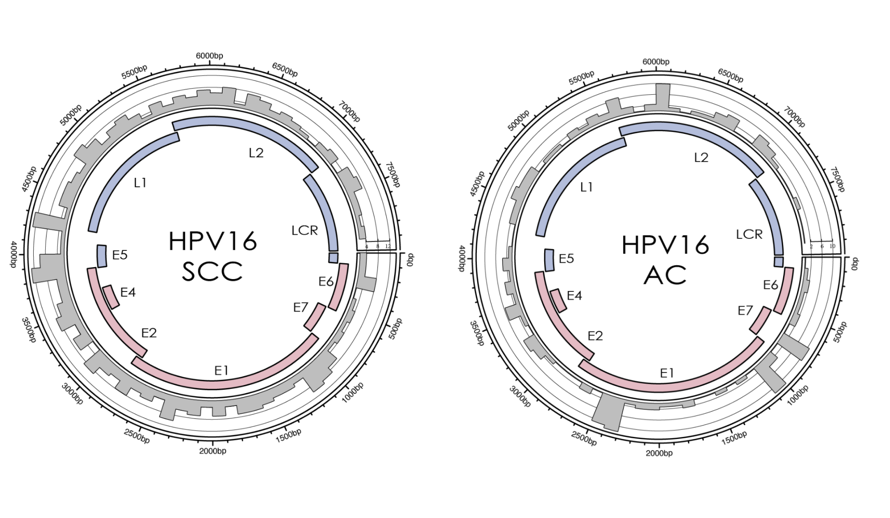 6000bp
5500bp
6500bp
5000bp
7000bp
4500bp
7500bp
4000bp
0bp
3500bp
500bp
3000bp
1000bp
2500bp
1500bp
2000bp
L2
L1
LCR
HPV16
SCC
E5
E6
E4
E7
E2
E1
6000bp
5500bp
6500bp
5000bp
7000bp
4500bp
7500bp
4000bp
0bp
3500bp
500bp
3000bp
1000bp
2500bp
1500bp
2000bp
L2
L1
LCR
HPV16
AC
E5
E6
E4
E7
E2
E1